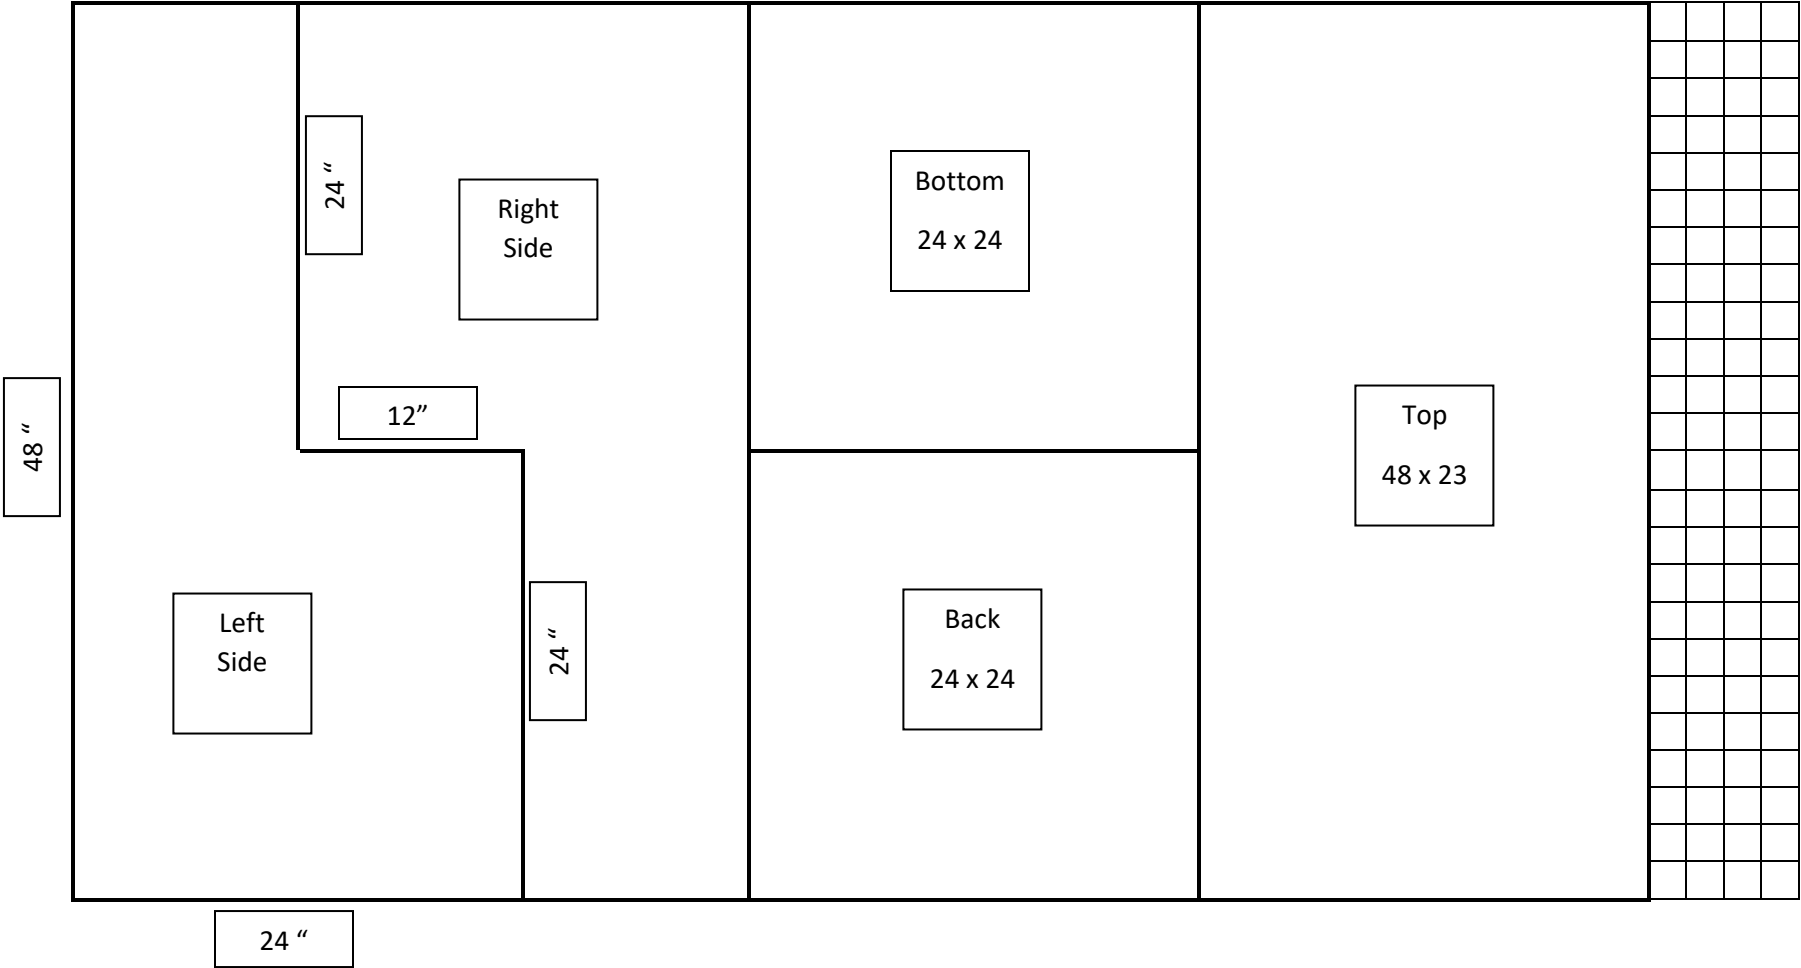 24 “
Right
Side
Bottom
24 x 24
12”
48 “
Top
48 x 23
Left
Side
24 “
Back
24 x 24
24 “